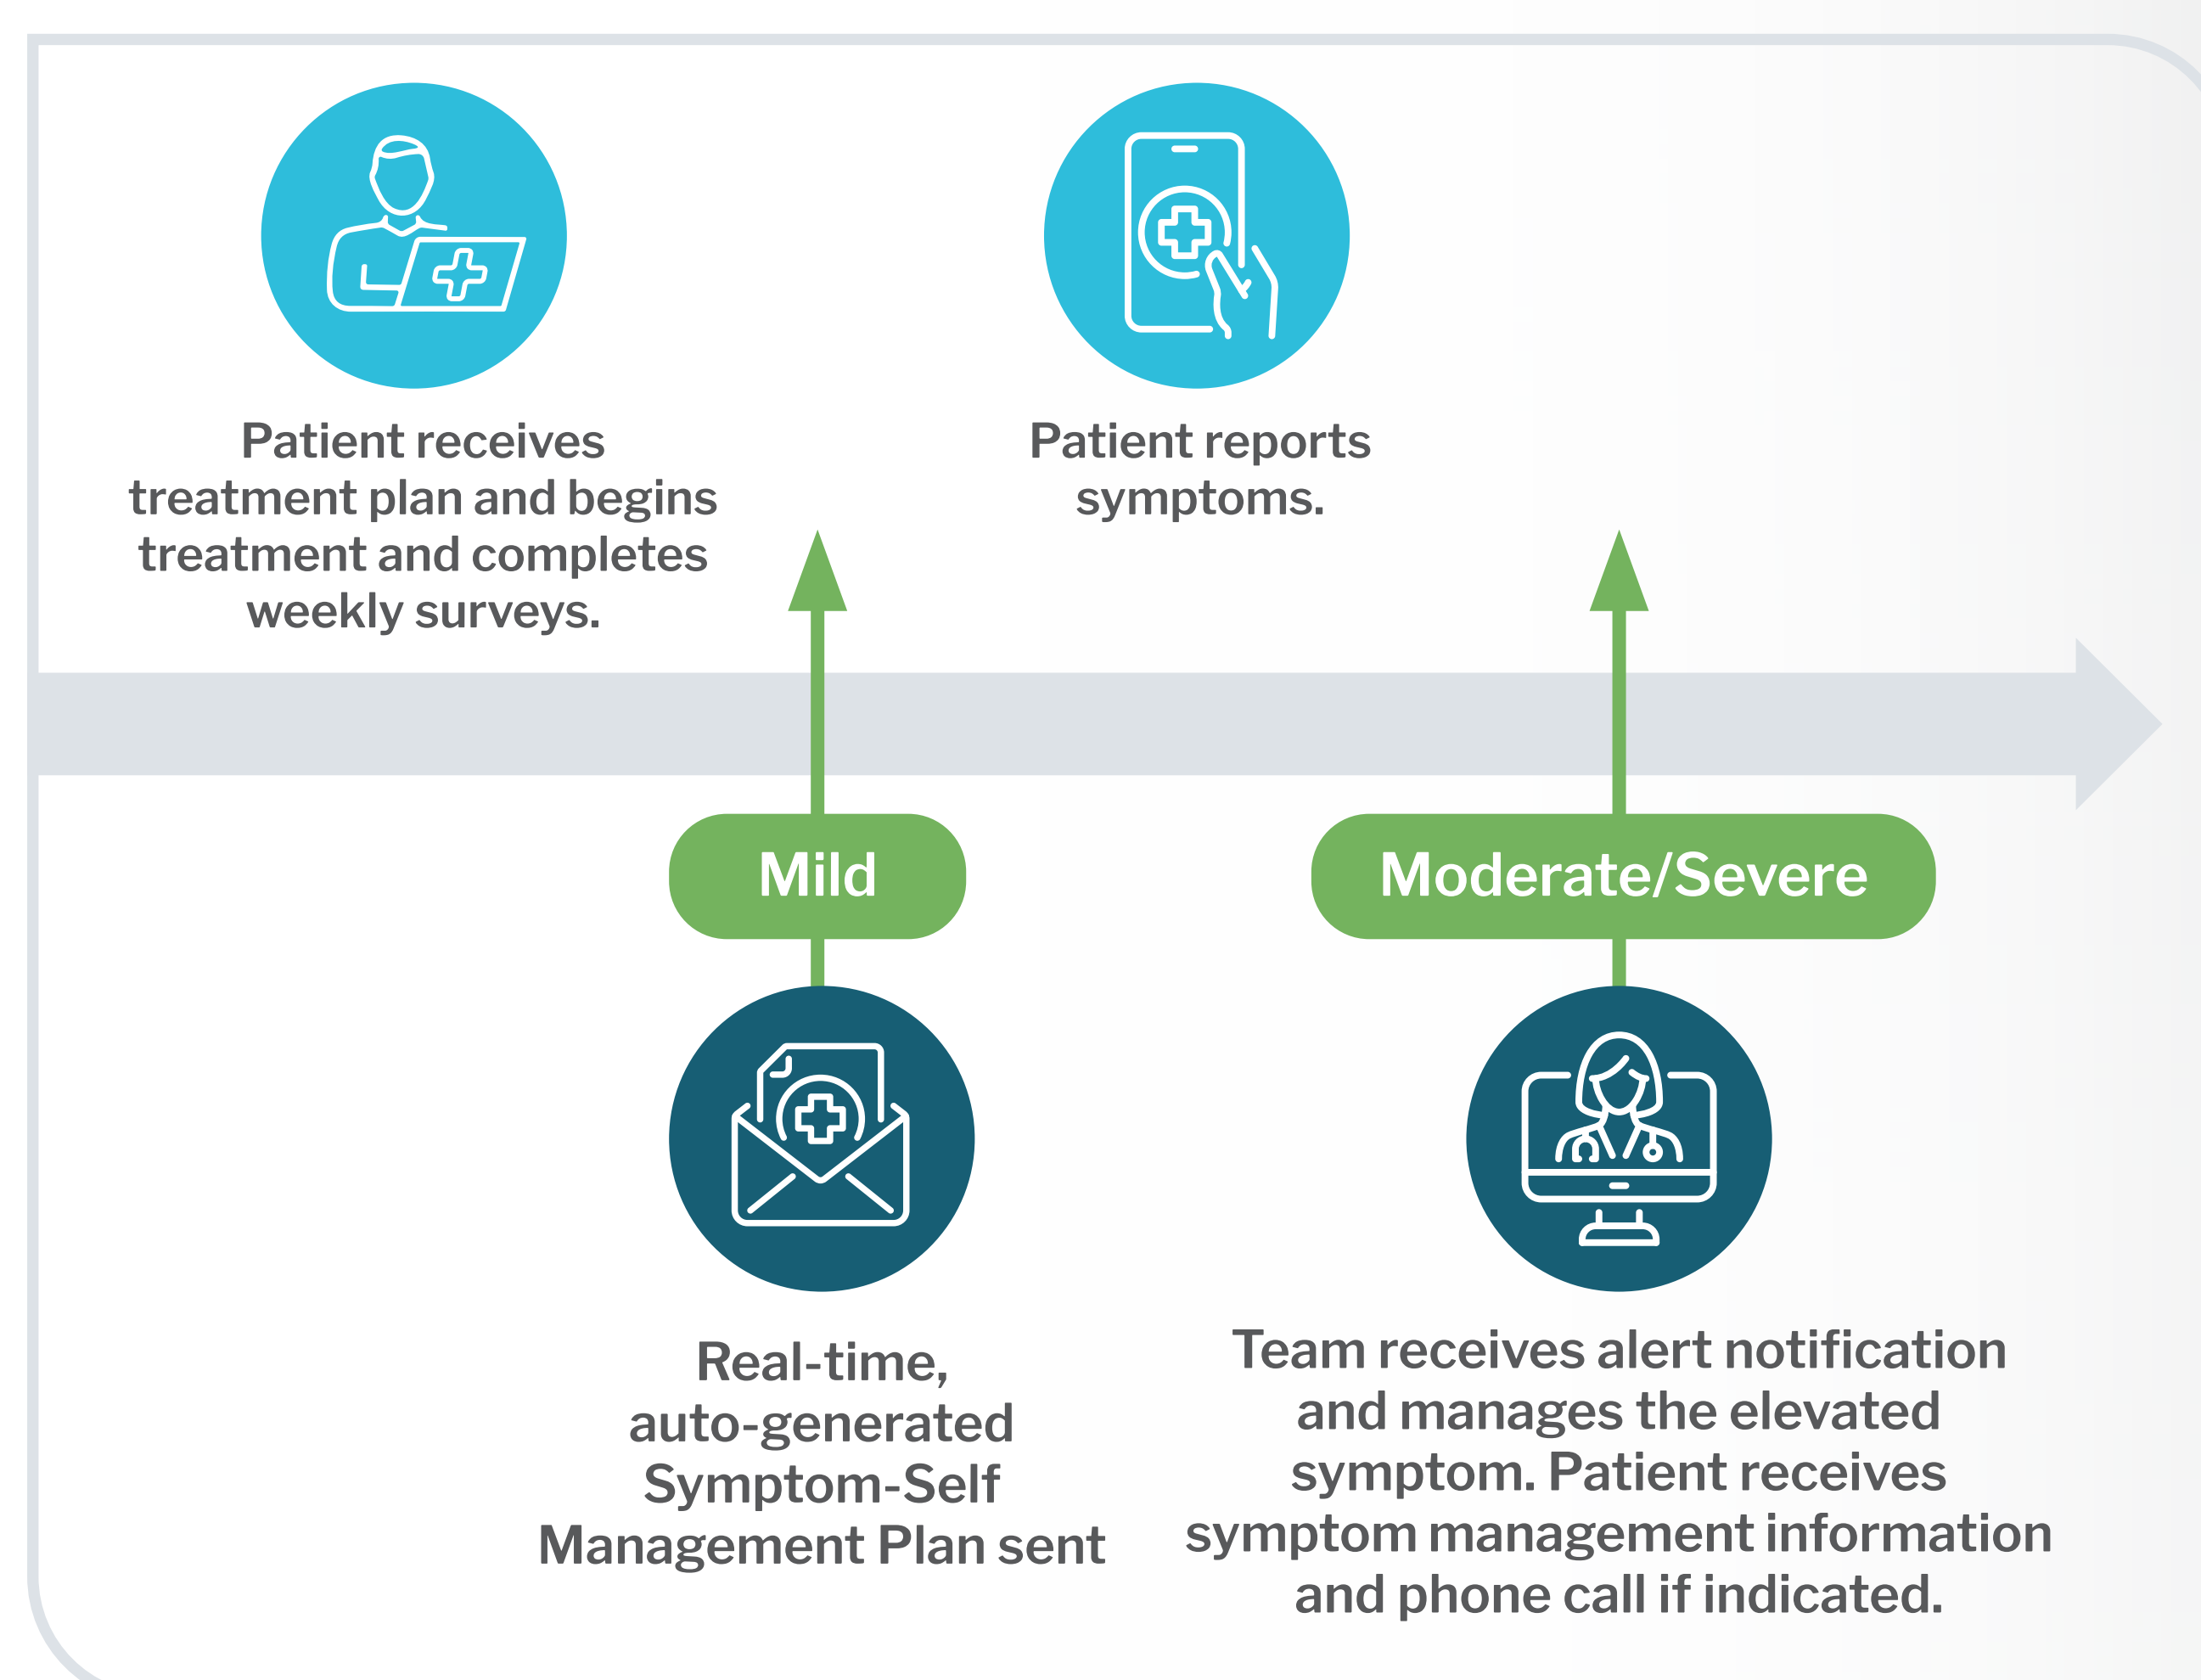 Patient receives
treatment plan and begins
treatment and completes
weekly surveys.
Patient reports
symptoms.
Mild
Moderate/Severe
Real-time,
auto-generated
Symptom-Self
Management Plan sent
Team receives alert notification
and manages the elevated
symptom. Patient receives
symptom management information
and phone call if indicated.